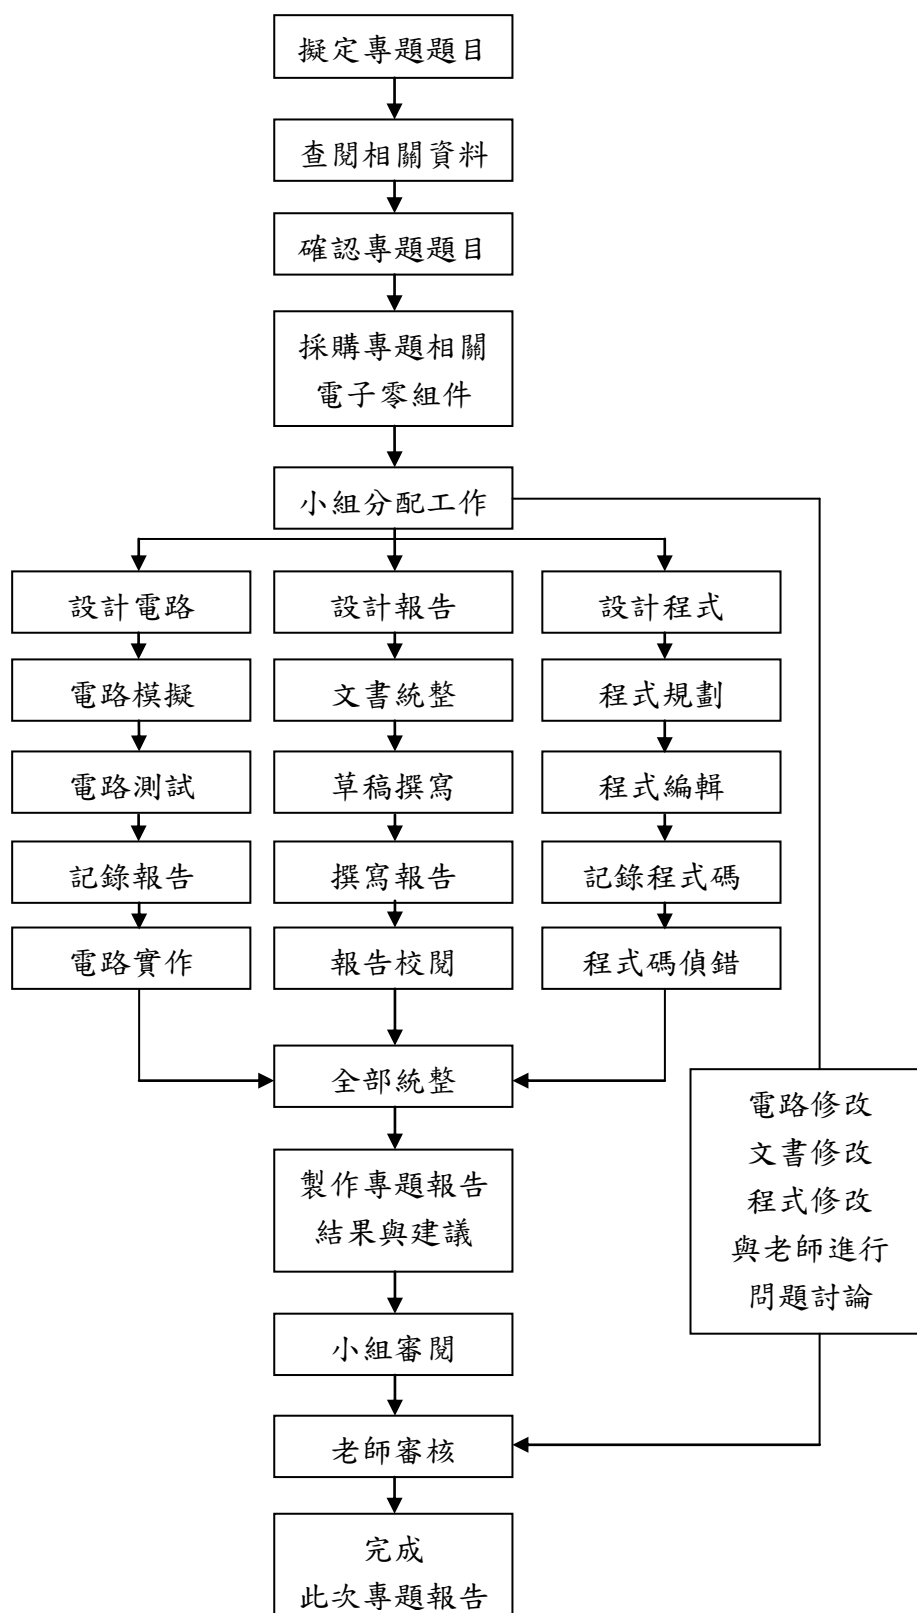 擬定專題題目
查閱相關資料
確認專題題目
採購專題相關
電子零組件
小組分配工作
設計電路
電路模擬
電路測試
記錄報告
電路實作
設計報告
文書統整
草稿撰寫
撰寫報告
報告校閱
設計程式
程式規劃
程式編輯
記錄程式碼
程式碼偵錯
全部統整
電路修改
文書修改
程式修改
與老師進行
問題討論
製作專題報告
結果與建議
小組審閱
老師審核
完成
此次專題報告